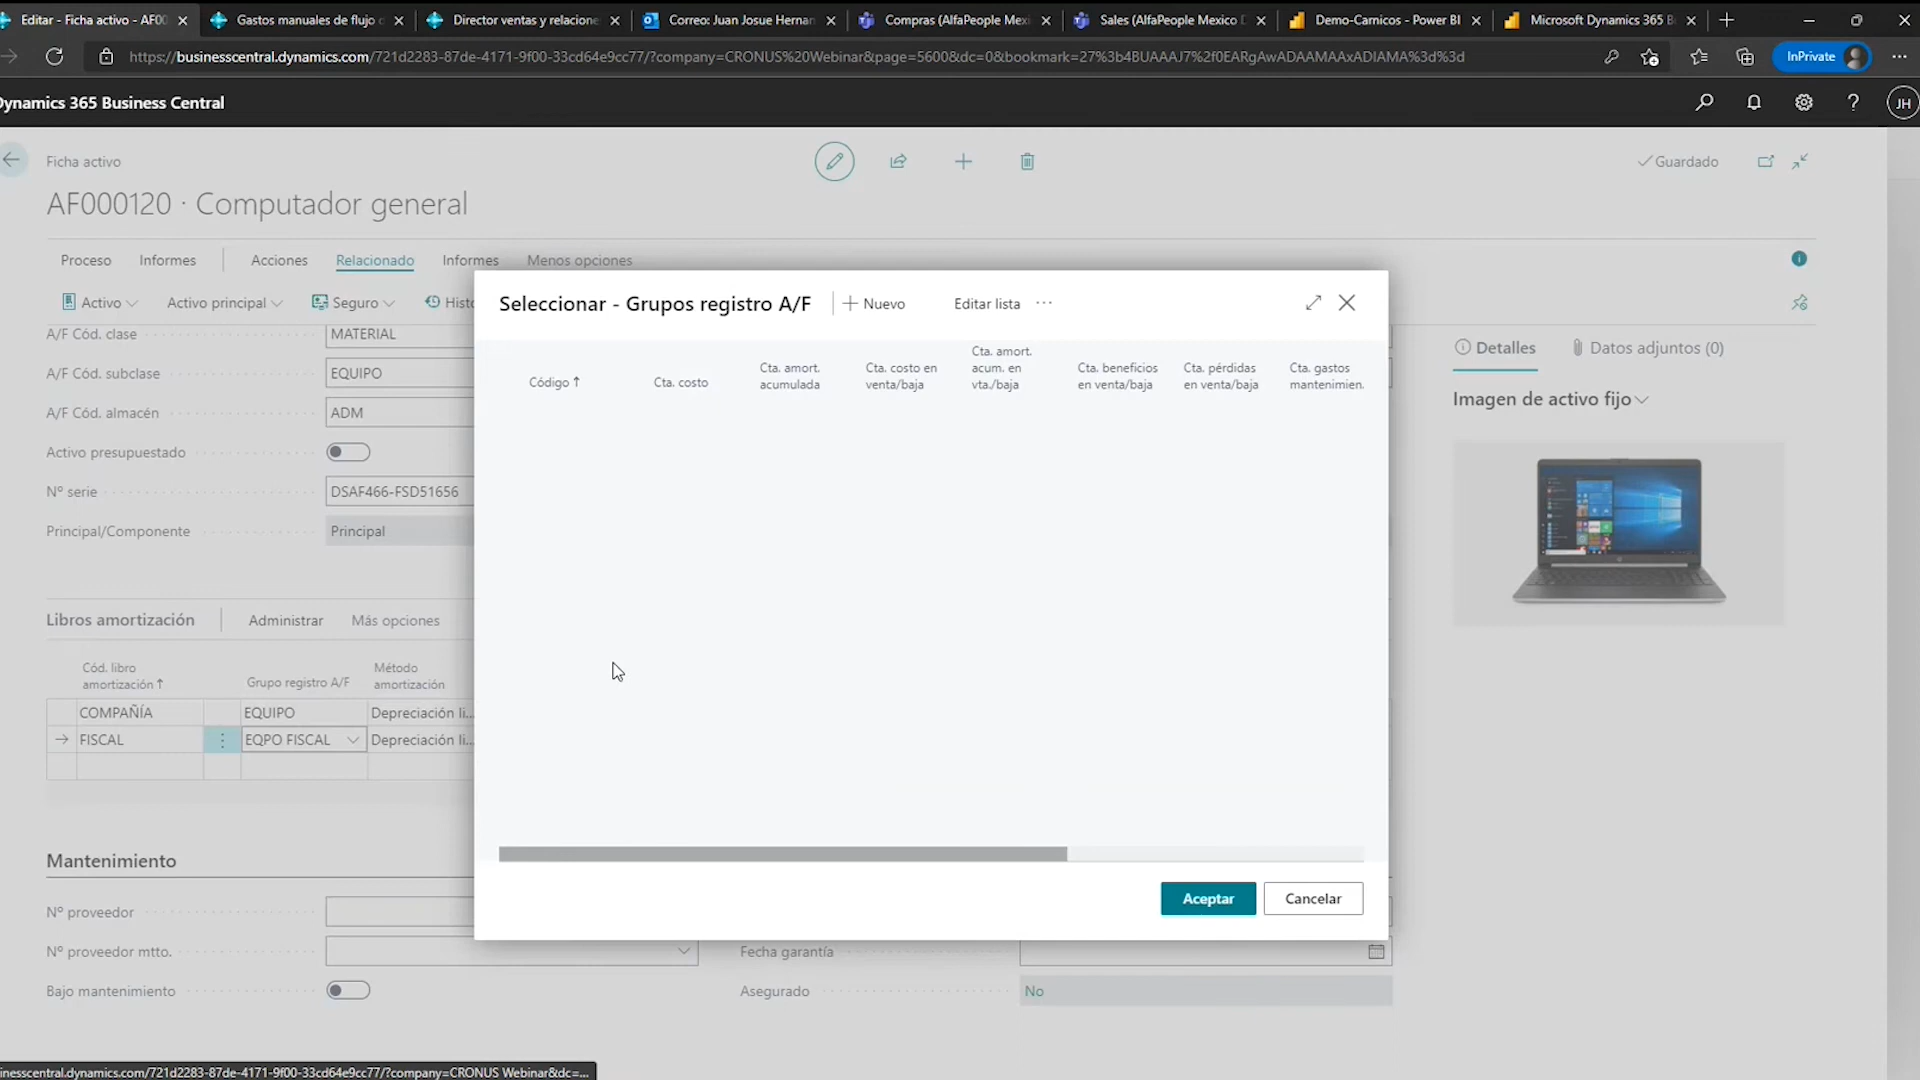 Editar - Ficha activo - AF00
Gastos manuales de flujo d
Director ventas y relacione
Correo: Juan Josue Hernan
Compras (AlfaPeople Mexi
Sales (AlfaPeople Mexico D
Demo-Carnicos - Power BI
Microsoft Dynamics 365 B
https://businesscentral.dynamics.com/721d2283-87de-4171-9f00-33cd64e9cc77/?company=CRONUS%20Webinar&page=5600&dc=0&bookmark=27%3b4BUAAAJ7%2f0EARgAwADAAMAAxADIAMA%3d%3d
InPrivate
Dynamics 365 Business Central
JH
Ficha activo
Guardado
AF000120 · Computador general
Proceso
Informes
Acciones
Relacionado
Informes
Menos opciones
Activo
Activo principal
Seguro
Histo
A/F Cód. clase
MATERIAL
A/F Cód. subclase
EQUIPO
A/F Cód. almacén
ADM
Activo presupuestado
Nº serie
DSAF466-FSD51656
Principal/Componente
Principal
Libros amortización
Administrar
Más opciones
Cód. libro
amortización ↑
Grupo registro A/F
Método
amortización
COMPAÑÍA
EQUIPO
Depreciación li...
FISCAL
EQPO FISCAL
Depreciación li...
Mantenimiento
Nº proveedor
Nº proveedor mtto.
Fecha garantía
Bajo mantenimiento
Asegurado
No
Seleccionar - Grupos registro A/F
Nuevo
Editar lista
Código ↑
Cta. costo
Cta. amort.
acumulada
Cta. costo en
venta/baja
Cta. amort.
acum. en
vta./baja
Cta. beneficios
en venta/baja
Cta. pérdidas
en venta/baja
Cta. gastos
mantenimien.
Aceptar
Cancelar
Detalles
Datos adjuntos (0)
Imagen de activo fijo
inesscentral.dynamics.com/721d2283-87de-4171-9f00-33cd64e9cc77/?company=CRONUS Webinar&dc=...